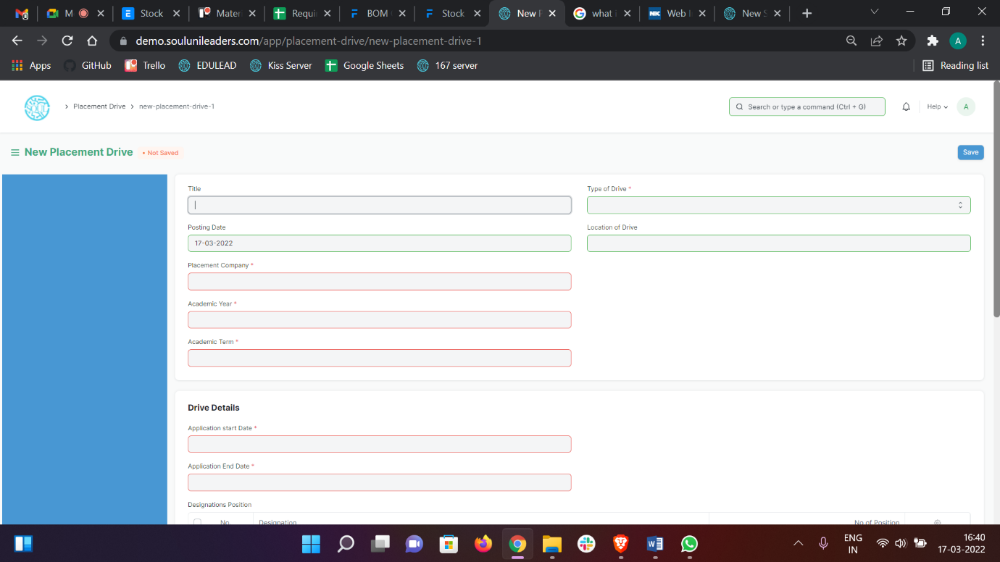 M
Stock
Mater
Requi
BOM
Stock
New P
what i
Web I
New S
demo.soulunileaders.com/app/placement-drive/new-placement-drive-1
A
Apps
GitHub
Trello
EDULEAD
Kiss Server
Google Sheets
167 server
Reading list
SOUL
Placement Drive
new-placement-drive-1
Search or type a command (Ctrl + G)
Help
A
New Placement Drive
• Not Saved
Save
Title
Type of Drive *
Posting Date
Location of Drive
17-03-2022
Placement Company *
Academic Year *
Academic Term *
Drive Details
Application start Date *
Application End Date *
Designations Position
No.
Designation
No of Position
ENG
IN
16:40
17-03-2022